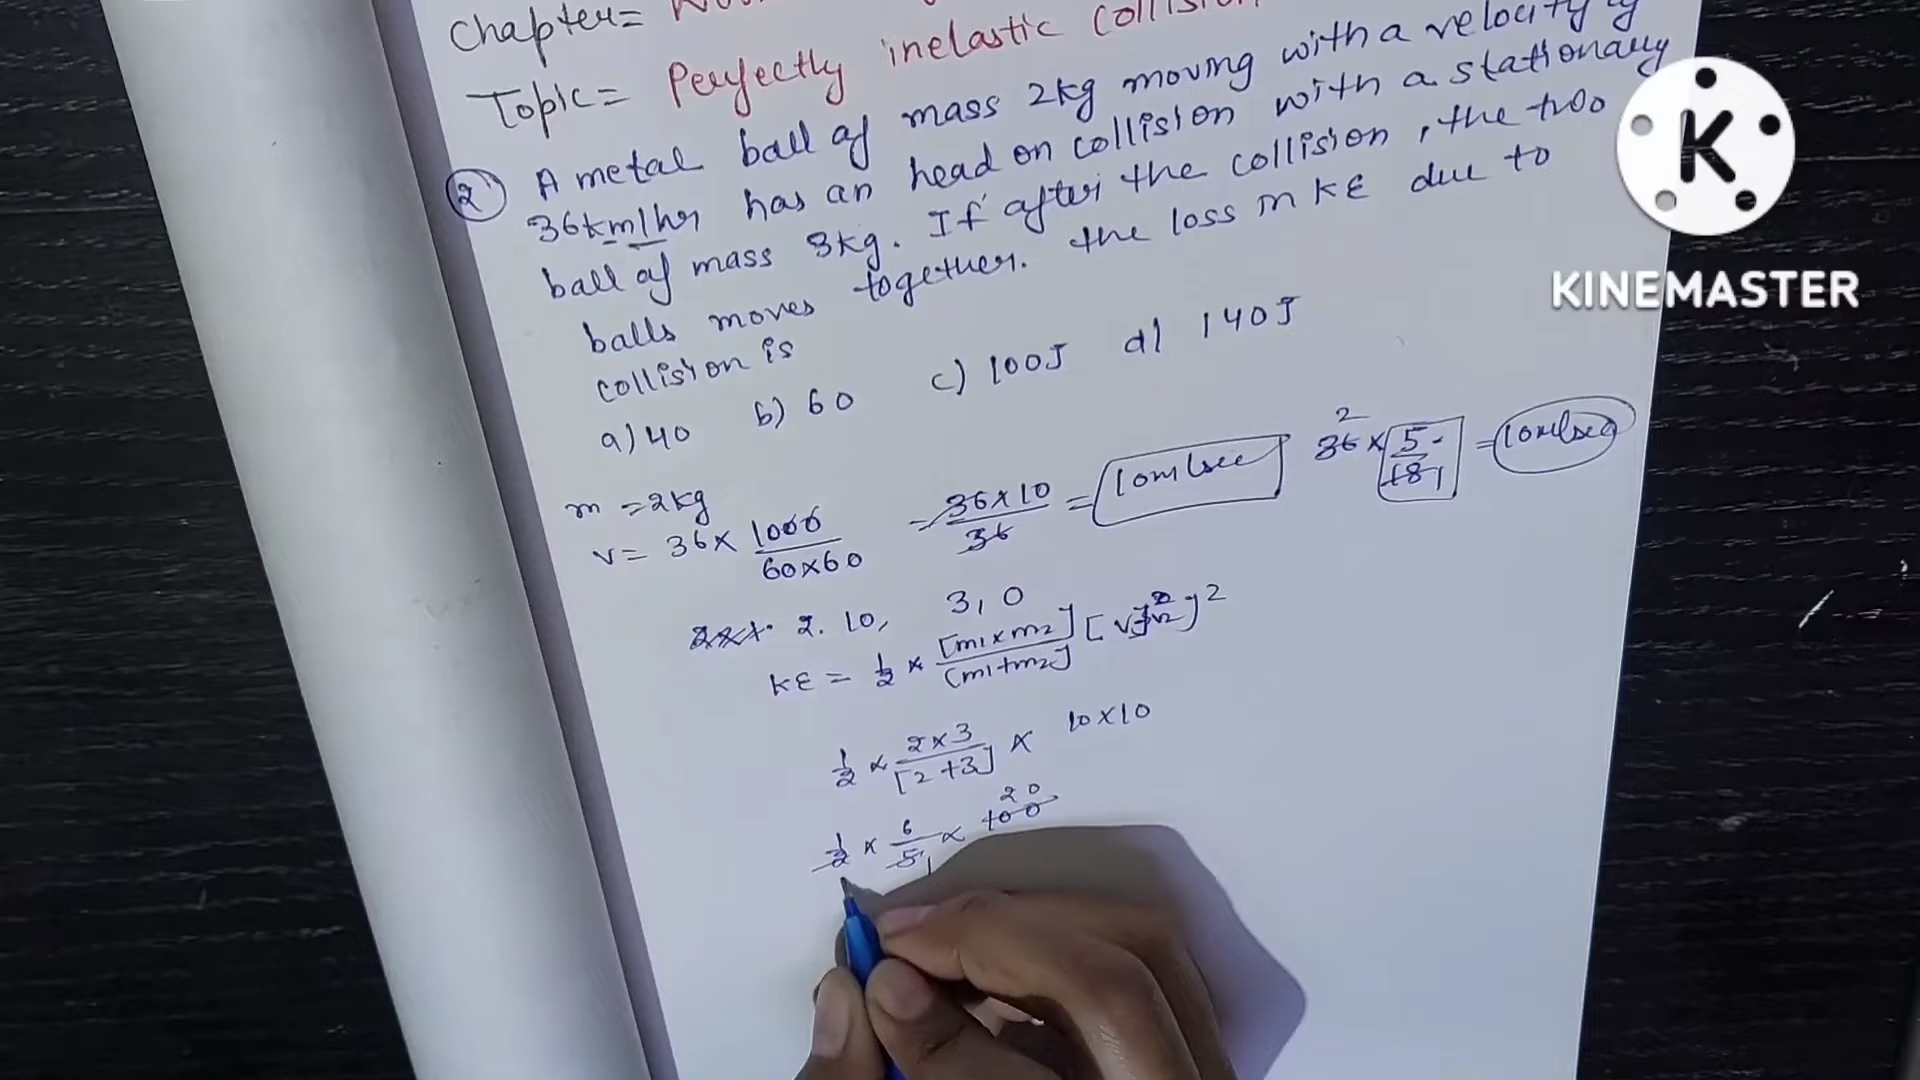 Chapter=
Topic= Perfectly inelastic collision
2 A metal ball of mass 2kg moving with a velocity of
36km/hr has an head on collision with a stationary
ball of mass 3kg. If after the collision, the two
balls moves together. the loss in KE due to
collision is
a) 40 b) 60 c) 100J d) 140J
m = 2kg
v = 36 × 1000/60×60 = 36×10/36 = 10m/sec 36 2 × 5/18 1 = 10m/sec
2. 10, 3, 0
KE = 1/2 × [m1×m2]/[m1+m2] [ ]2
1/2 × 2×3/[2+3] × 10×10
1/2 × 6/5 1 × 100 20
K
KINEMASTER